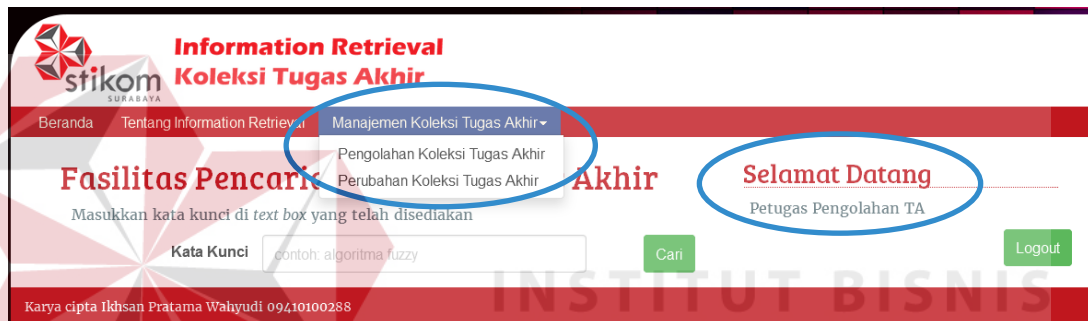 Information Retrieval
stikom Koleksi Tugas Akhir
SURABAYA
Beranda Tentang Information Retrieval Manajemen Koleksi Tugas Akhir
Pengolahan Koleksi Tugas Akhir
Perubahan Koleksi Tugas Akhir
Fasilitas Akhir
Selamat Datang
Masukkan kata kunci di text box yang telah disediakan
Petugas Pengolahan TA
Kata Kunci contoh: algoritma fuzzy Cari Logout
INSTITUT BISNIS
Karya cipta Ikhsan Pratama Wahyudi 09410100288